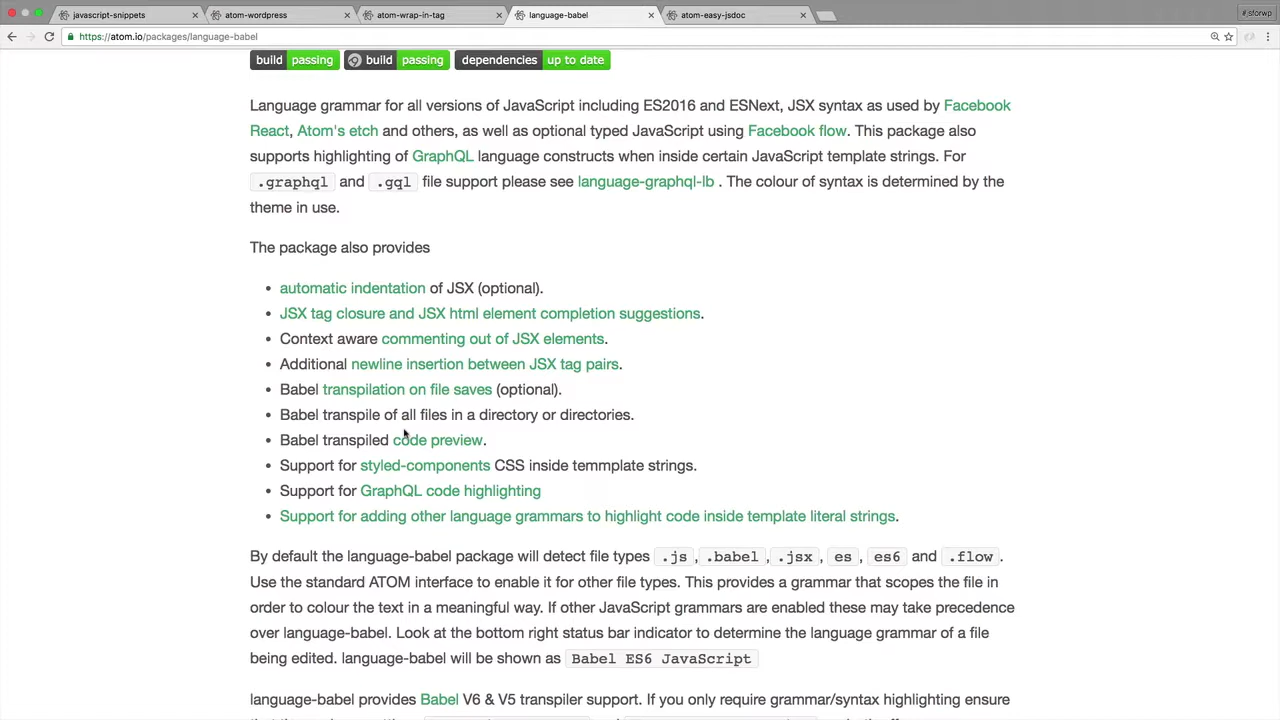 javascript-snippets
atom-wordpress
atom-wrap-in-tag
language-babel
atom-easy-jsdoc
# sforwp
https://atom.io/packages/language-babel
build passing build passing dependencies up to date
Language grammar for all versions of JavaScript including ES2016 and ESNext, JSX syntax as used by Facebook
React, Atom's etch and others, as well as optional typed JavaScript using Facebook flow. This package also
supports highlighting of GraphQL language constructs when inside certain JavaScript template strings. For
.graphql and .gql file support please see language-graphql-lb . The colour of syntax is determined by the
theme in use.
The package also provides
• automatic indentation of JSX (optional).
• JSX tag closure and JSX html element completion suggestions.
• Context aware commenting out of JSX elements.
• Additional newline insertion between JSX tag pairs.
• Babel transpilation on file saves (optional).
• Babel transpile of all files in a directory or directories.
• Babel transpiled code preview.
• Support for styled-components CSS inside temmplate strings.
• Support for GraphQL code highlighting
• Support for adding other language grammars to highlight code inside template literal strings.
By default the language-babel package will detect file types .js , .babel , .jsx , es , es6 and .flow .
Use the standard ATOM interface to enable it for other file types. This provides a grammar that scopes the file in
order to colour the text in a meaningful way. If other JavaScript grammars are enabled these may take precedence
over language-babel. Look at the bottom right status bar indicator to determine the language grammar of a file
being edited. language-babel will be shown as Babel ES6 JavaScript
language-babel provides Babel V6 & V5 transpiler support. If you only require grammar/syntax highlighting ensure